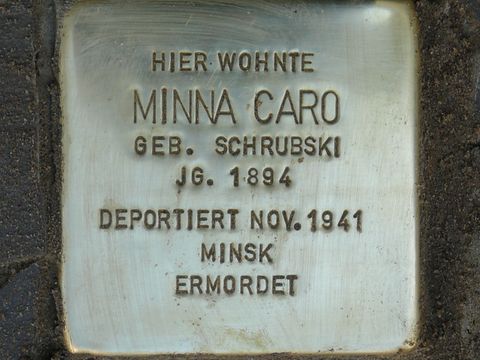 HIER WOHNTE
MINNA CARO
GEB. SCHRUBSKI
JG. 1894
DEPORTIERT NOV. 1941
MINSK
ERMORDET